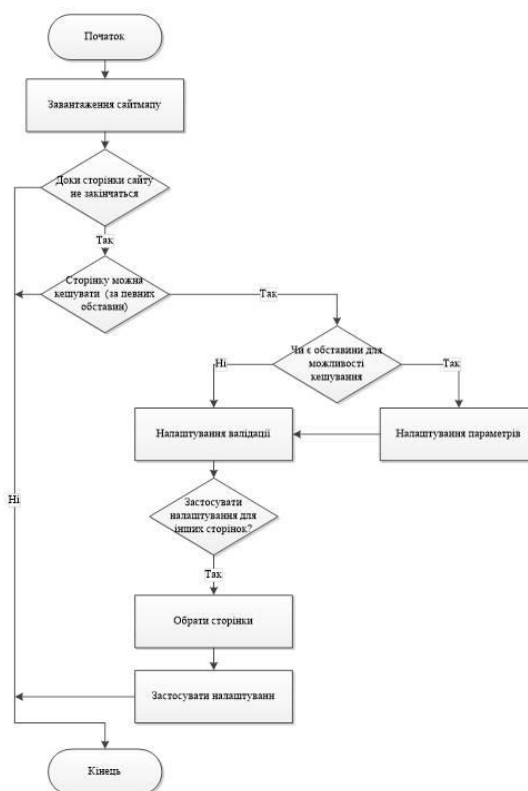 Початок
Завантаження сайтмапу
Доки сторінки сайту
не закінчаться
Так
Сторінку можна
кешувати (за певних
обставин)
Так
Чи є обставини для
можливості
кешування
Ні
Так
Налаштування валідації
Налаштування параметрів
Застосувати
налаштування для
інших сторінок?
Ні
Так
Обрати сторінки
Застосувати налаштуванн
Кінець